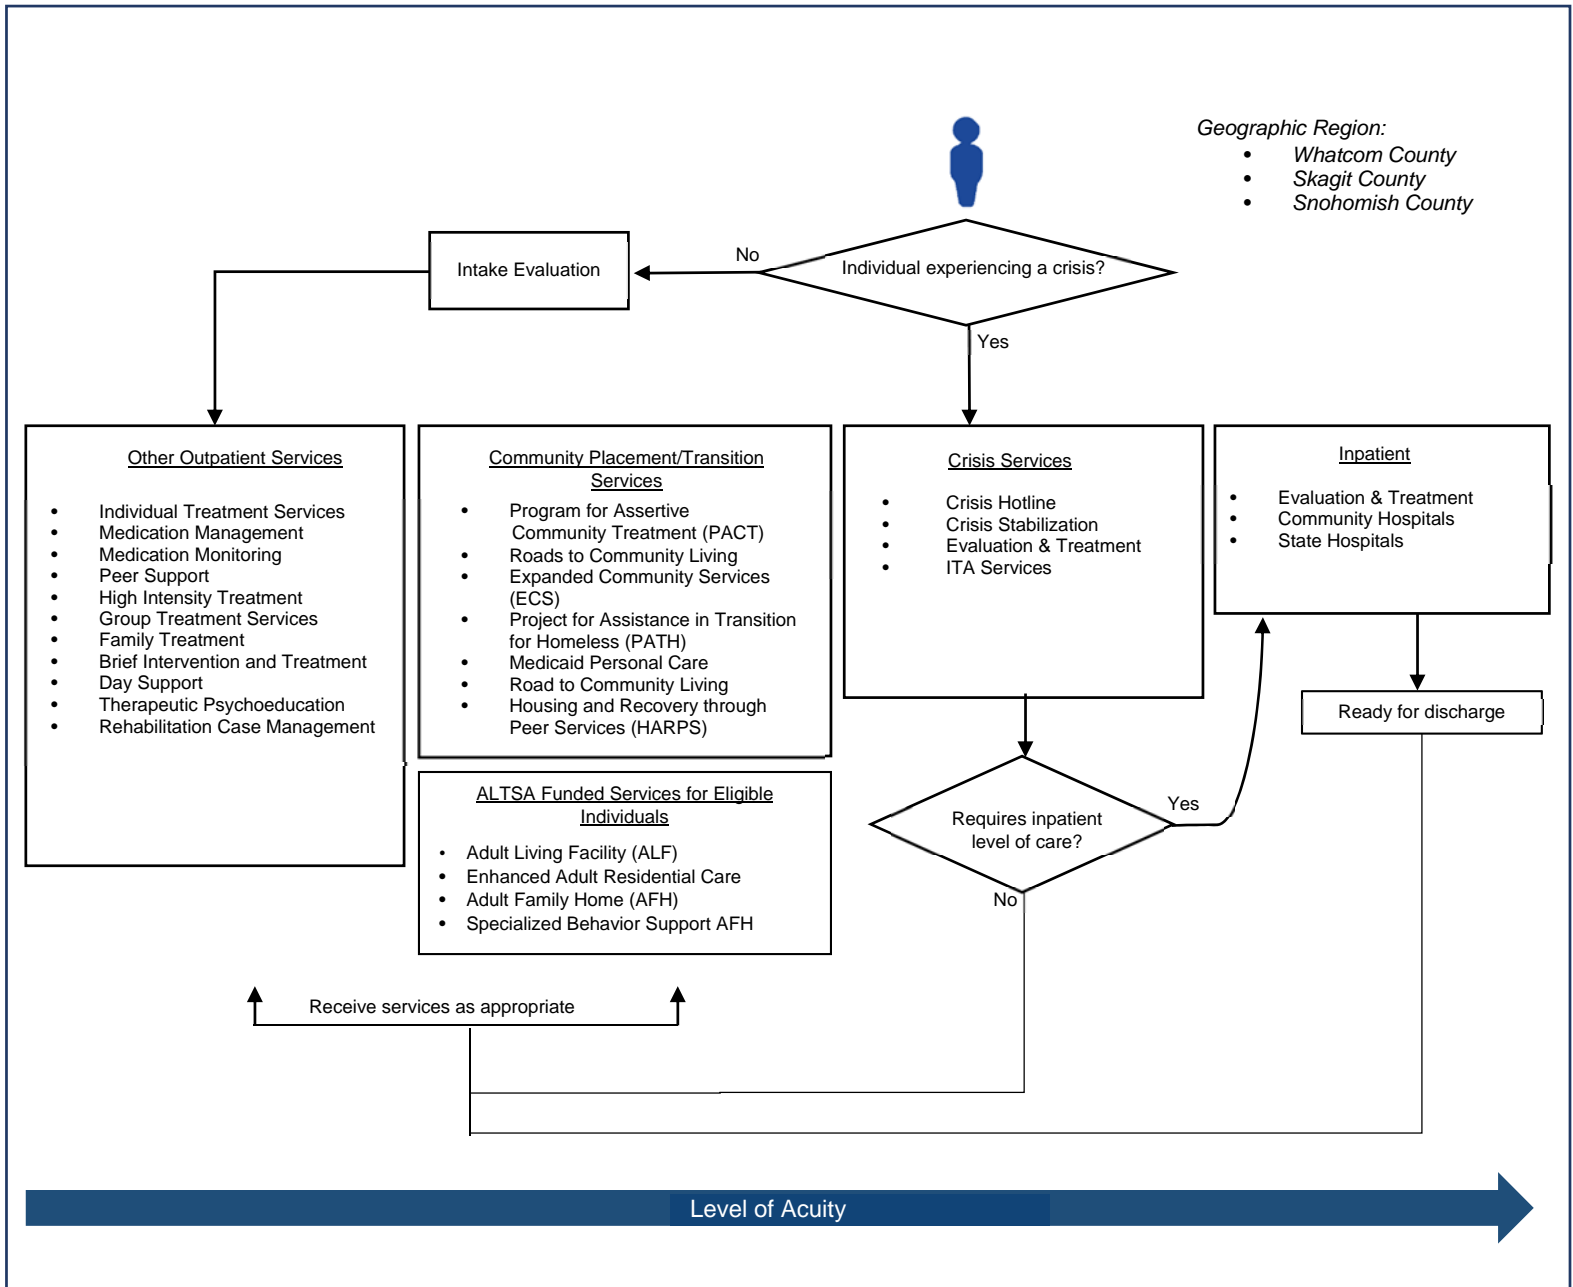 Geographic Region:
• Whatcom County
• Skagit County
• Snohomish County
Individual experiencing a crisis?
No
Yes
Intake Evaluation
Other Outpatient Services
• Individual Treatment Services
• Medication Management
• Medication Monitoring
• Peer Support
• High Intensity Treatment
• Group Treatment Services
• Family Treatment
• Brief Intervention and Treatment
• Day Support
• Therapeutic Psychoeducation
• Rehabilitation Case Management
Community Placement/Transition
Services
• Program for Assertive
Community Treatment (PACT)
• Roads to Community Living
• Expanded Community Services
(ECS)
• Project for Assistance in Transition
for Homeless (PATH)
• Medicaid Personal Care
• Road to Community Living
• Housing and Recovery through
Peer Services (HARPS)
ALTSA Funded Services for Eligible
Individuals
• Adult Living Facility (ALF)
• Enhanced Adult Residential Care
• Adult Family Home (AFH)
• Specialized Behavior Support AFH
Crisis Services
• Crisis Hotline
• Crisis Stabilization
• Evaluation & Treatment
• ITA Services
Inpatient
• Evaluation & Treatment
• Community Hospitals
• State Hospitals
Ready for discharge
Requires inpatient
level of care?
Yes
No
Receive services as appropriate
Level of Acuity